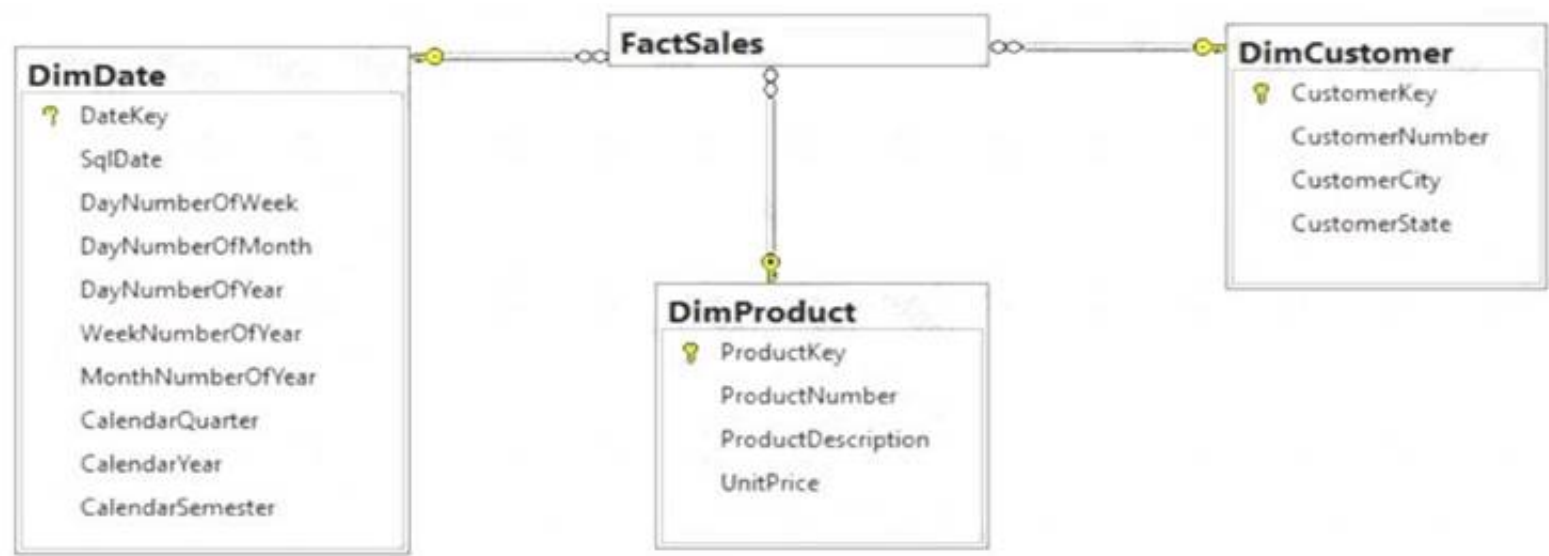 FactSales
DimDate
DateKey
SqlDate
DayNumberOfWeek
DayNumberOfMonth
DayNumberOfYear
WeekNumberOfYear
MonthNumberOfYear
CalendarQuarter
CalendarYear
CalendarSemester
DimProduct
ProductKey
ProductNumber
ProductDescription
UnitPrice
DimCustomer
CustomerKey
CustomerNumber
CustomerCity
CustomerState